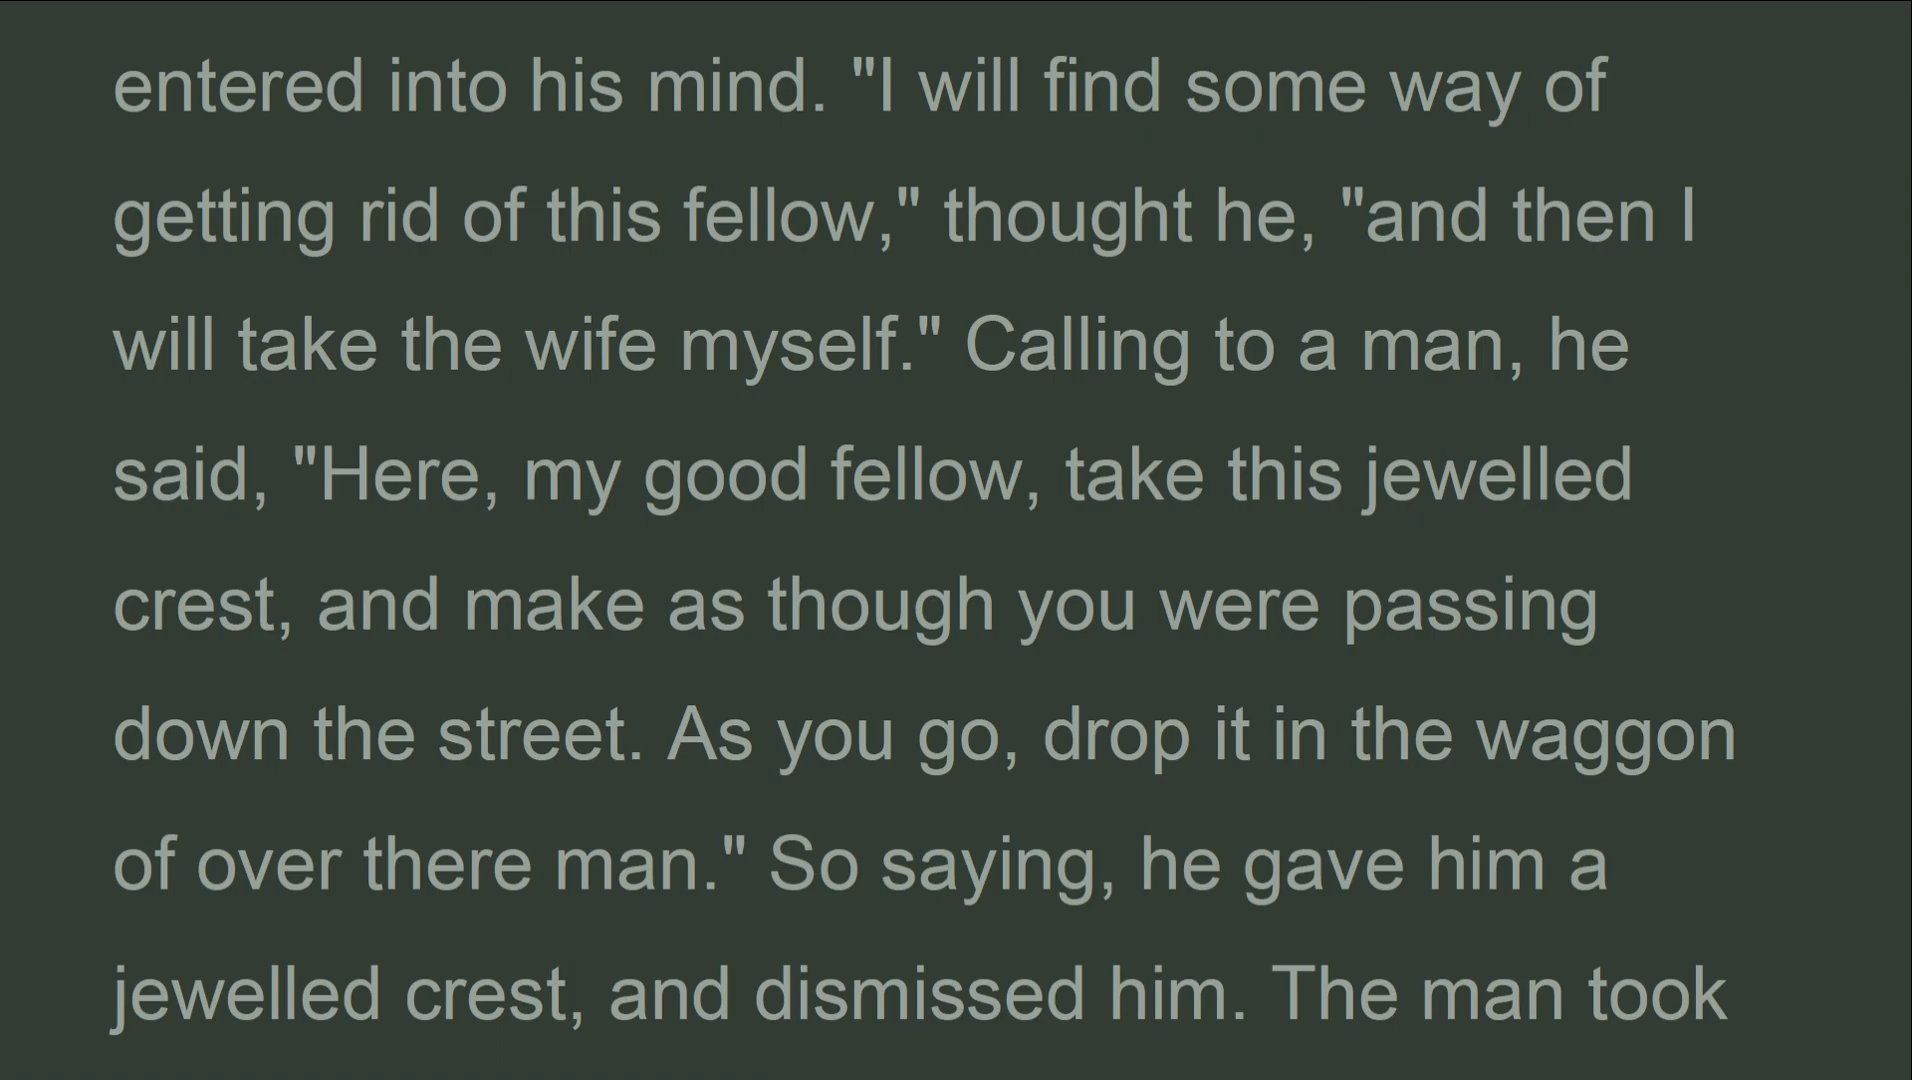 entered into his mind. "I will find some way of
getting rid of this fellow," thought he, "and then I
will take the wife myself." Calling to a man, he
said, "Here, my good fellow, take this jewelled
crest, and make as though you were passing
down the street. As you go, drop it in the waggon
of over there man." So saying, he gave him a
jewelled crest, and dismissed him. The man took